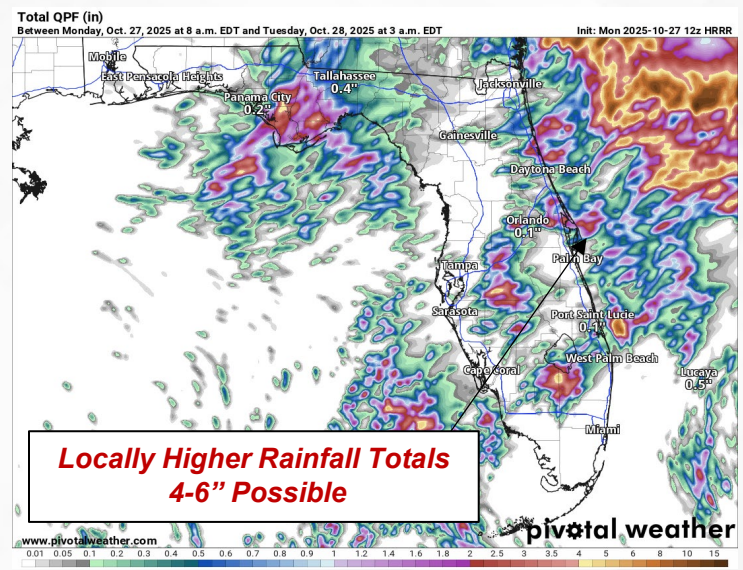 Total QPF (in)
Between Monday, Oct. 27, 2025 at 8 a.m. EDT and Tuesday, Oct. 28, 2025 at 3 a.m. EDT
Init: Mon 2025-10-27 12z HRRR
Mobile
East Pensacola Heights
Tallahassee
0.4"
Panama City
0.2"
Jacksonville
Gainesville
Daytona Beach
Orlando
0.1"
Palm Bay
Tampa
Sarasota
Port Saint Lucie
0.1"
West Palm Beach
Cape Coral
Lucaya
0.5"
Miami
Locally Higher Rainfall Totals
4-6” Possible
www.pivotalweather.com
pivotal weather
0.01 0.05 0.1 0.2 0.3 0.4 0.5 0.6 0.7 0.8 0.9 1.2 1.4 1.6 1.8 2 2.5 3 3.5 4 5 6 8 10 15